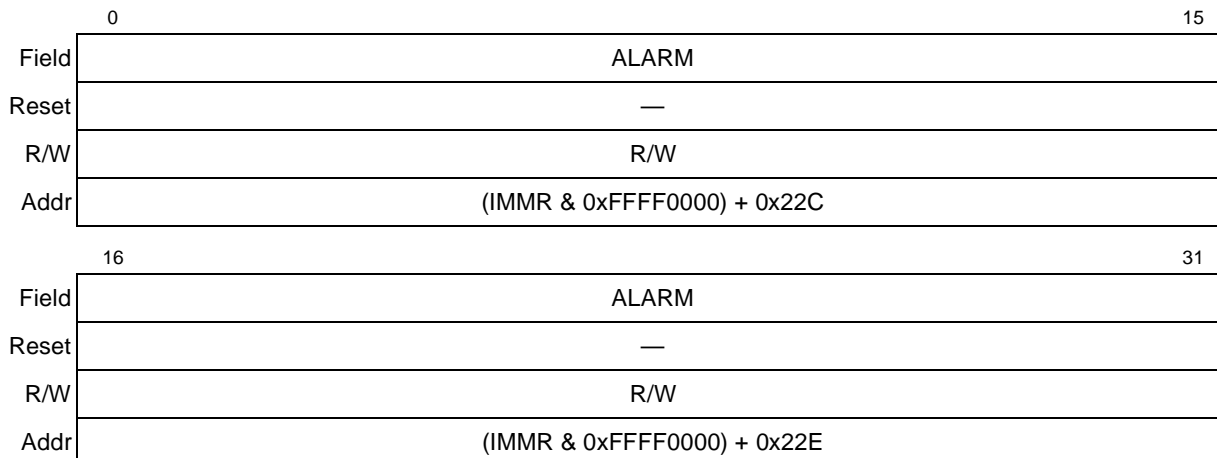 0 15
Field ALARM
Reset —
R/W R/W
Addr (IMMR & 0xFFFF0000) + 0x22C
16 31
Field ALARM
Reset —
R/W R/W
Addr (IMMR & 0xFFFF0000) + 0x22E